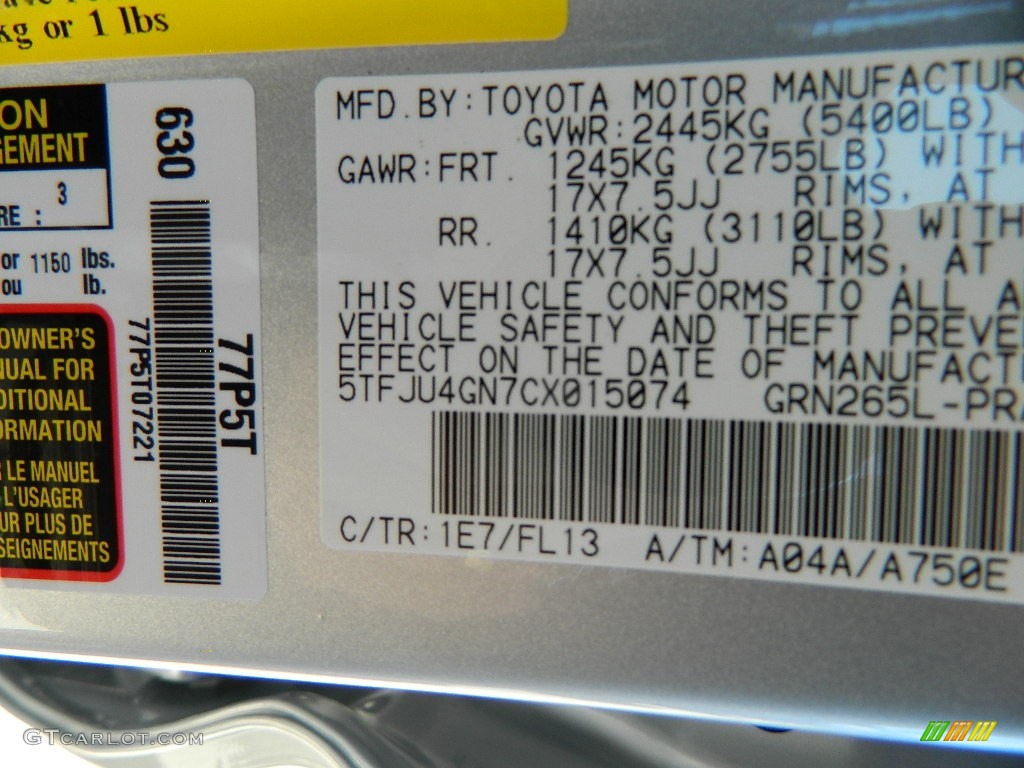 kg or 1 lbs
ON
GEMENT
3
RE :
or 1150 lbs.
ou lb.
OWNER'S
NUAL FOR
DITIONAL
ORMATION
LE MANUEL
L'USAGER
UR PLUS DE
SEIGNEMENTS
630
77P5T07221
77P5T
MFD.BY:TOYOTA MOTOR MANUFACTUR
GVWR:2445KG (5400LB)
GAWR:FRT. 1245KG (2755LB) WITH
17X7.5JJ RIMS, AT
RR. 1410KG (3110LB) WITH
17X7.5JJ RIMS, AT
THIS VEHICLE CONFORMS TO ALL A
VEHICLE SAFETY AND THEFT PREVE
EFFECT ON THE DATE OF MANUFACT
5TFJU4GN7CX015074 GRN265L-PRA
C/TR:1E7/FL13 A/TM:A04A/A750E
GTCARLOT.COM